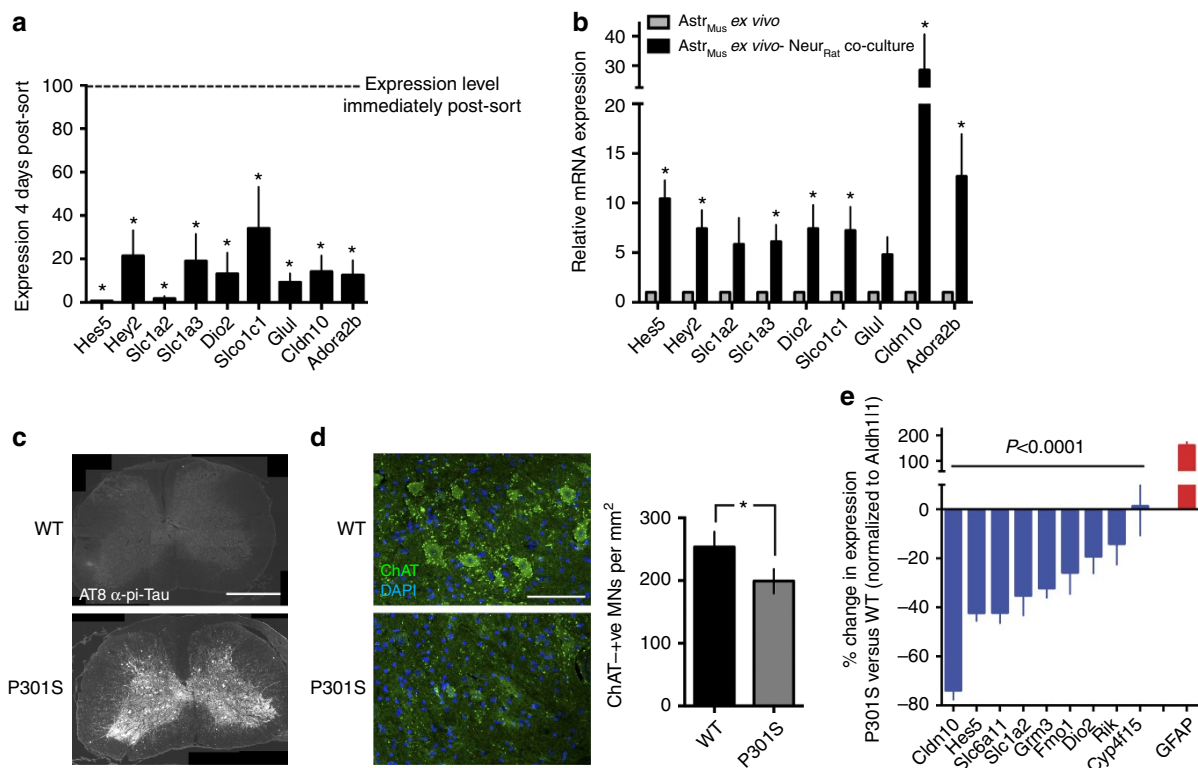 a
Expression 4 days post-sort
100
80
60
40
20
0
Expression level
immediately post-sort
*
*
*
*
*
*
*
*
*
Hes5
Hey2
Slc1a2
Slc1a3
Dio2
Slco1c1
Glul
Cldn10
Adora2b
b
Astr Mus ex vivo
Astr Mus ex vivo- Neur Rat co-culture
Relative mRNA expression
40
30
20
15
10
5
0
*
*
*
*
*
*
*
Hes5
Hey2
Slc1a2
Slc1a3
Dio2
Slco1c1
Glul
Cldn10
Adora2b
c
WT
AT8 α-pi-Tau
P301S
d
WT
ChAT
DAPI
P301S
ChAT–+ve MNs per mm2
300
200
100
0
*
WT
P301S
e
% change in expression
P301S versus WT (normalized to Aldh1l1)
200
100
0
−20
−40
−60
−80
P<0.0001
Cldn10
Hes5
Slc6a11
Slc1a2
Grm3
Fmo1
Dio2
Rik
Cyp4f15
GFAP